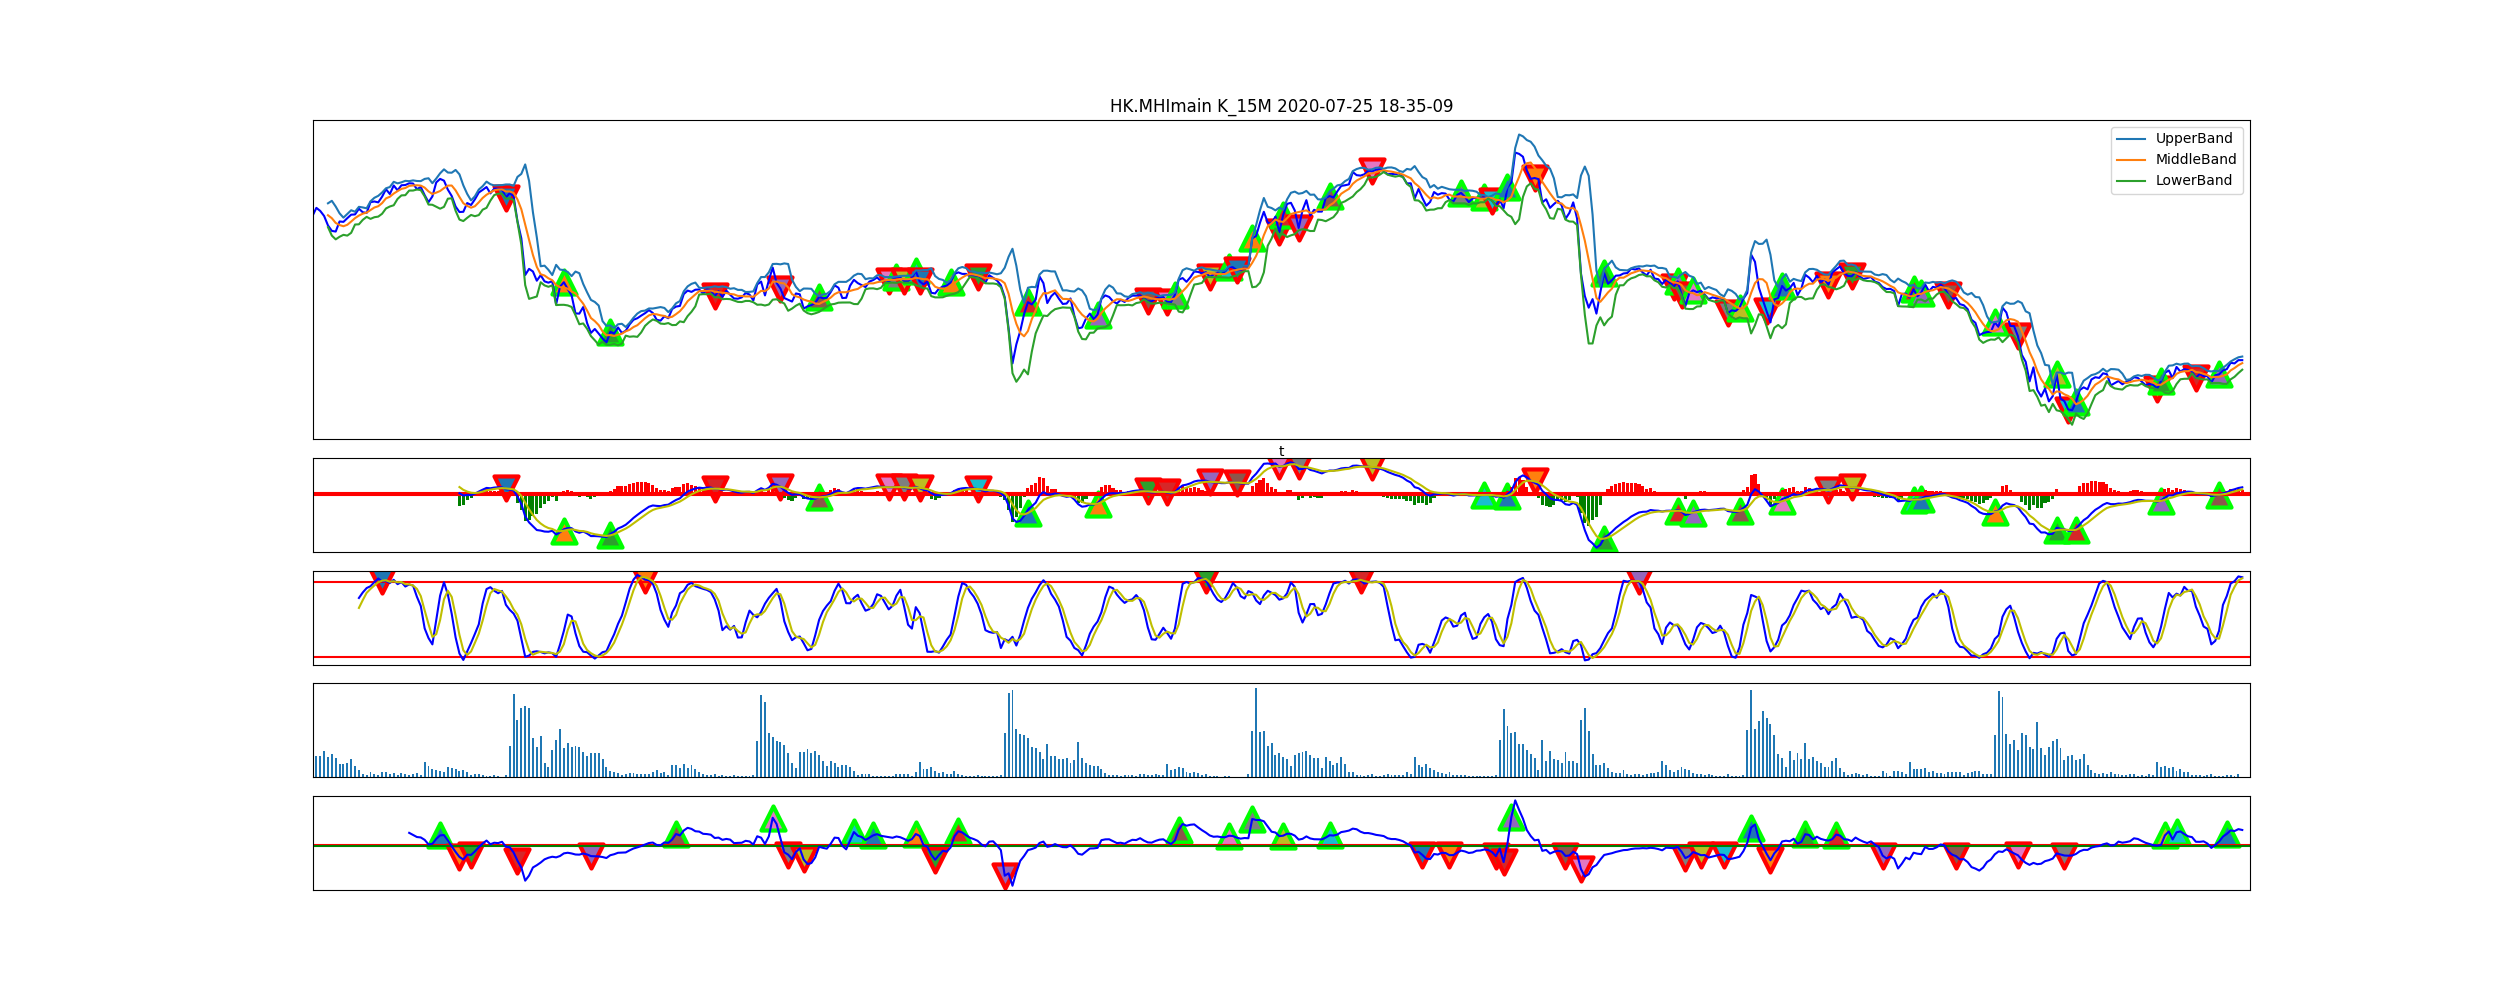 HK.MHImain K_15M 2020-07-25 18-35-09
UpperBand
MiddleBand
LowerBand
t